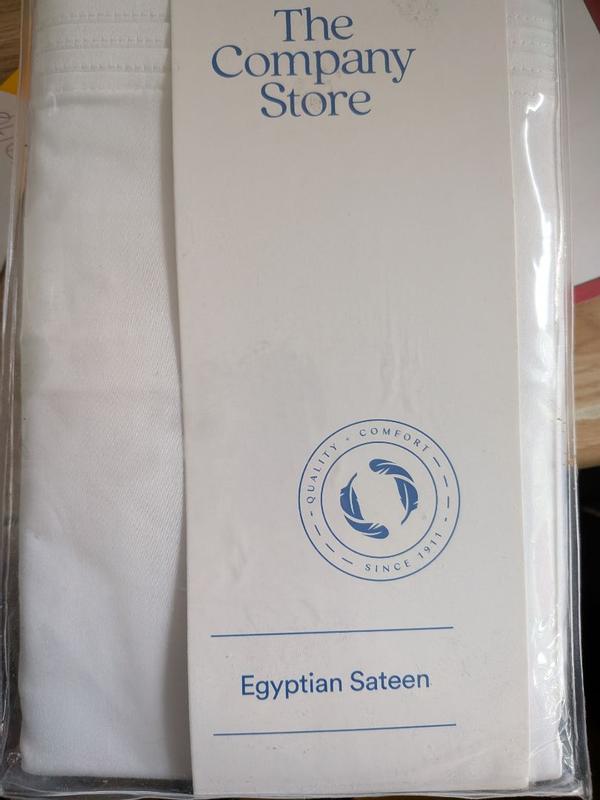 The
Company
Store
QUALITY - COMFORT
SINCE 1911
Egyptian Sateen